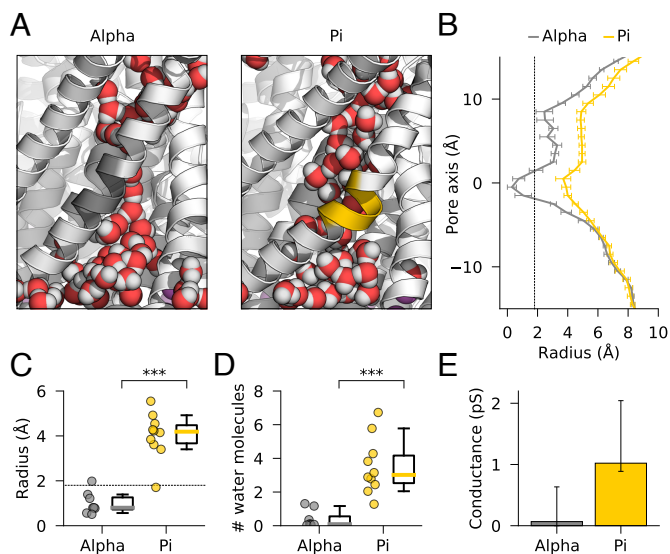 A
Alpha
Pi
B
Alpha
Pi
Pore axis (Å)
10
0
−10
0 2 4 6 8 10
Radius (Å)
C
***
Radius (Å)
6
4
2
0
Alpha Pi
D
***
# water molecules
8
6
4
2
0
Alpha Pi
E
Conductance (pS)
2
1
0
Alpha Pi